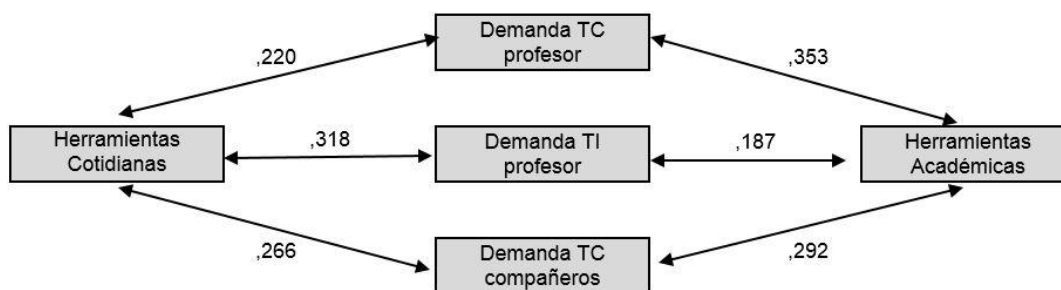 Demanda TC
profesor
,220
,353
Herramientas
Cotidianas
,318
Demanda TI
profesor
,187
Herramientas
Académicas
,266
Demanda TC
compañeros
,292